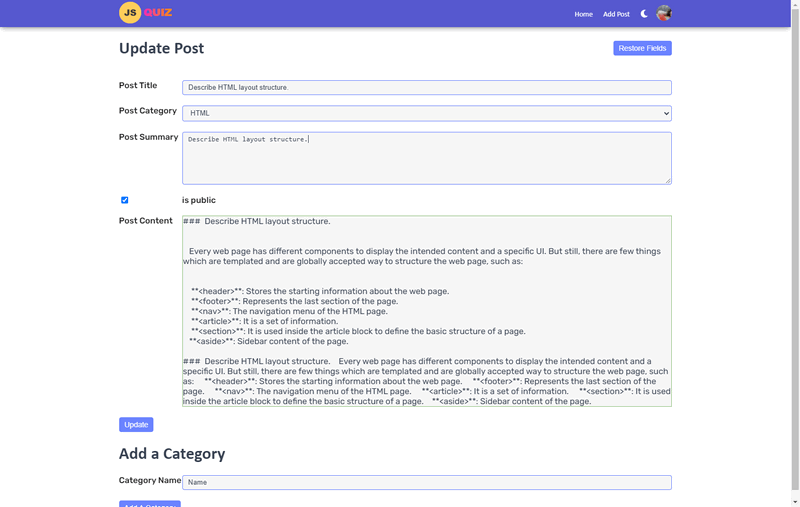 JS QUIZ
Home Add Post
Update Post
Restore Fields
Post Title
Describe HTML layout structure
Post Category
HTML
Post Summary
Describe HTML layout structure.
is public
Post Content
### Describe HTML layout structure.
Every web page has different components to display the intended content and a specific UI. But still, there are few things
which are templated and are globally accepted way to structure the web page, such as:
**<header>**: Stores the starting information about the web page.
**<footer>**: Represents the last section of the page.
**<nav>**: The navigation menu of the HTML page.
**<article>**: It is a set of information.
**<section>**: It is used inside the article block to define the basic structure of a page.
**<aside>**: Sidebar content of the page.
### Describe HTML layout structure. Every web page has different components to display the intended content and a
specific UI. But still, there are few things which are templated and are globally accepted way to structure the web page, such
as: **<header>**: Stores the starting information about the web page. **<footer>**: Represents the last section of the
page. **<nav>**: The navigation menu of the HTML page. **<article>**: It is a set of information. **<section>**: It is used
inside the article block to define the basic structure of a page. **<aside>**: Sidebar content of the page.
Update
Add a Category
Category Name
Name
Add A Category